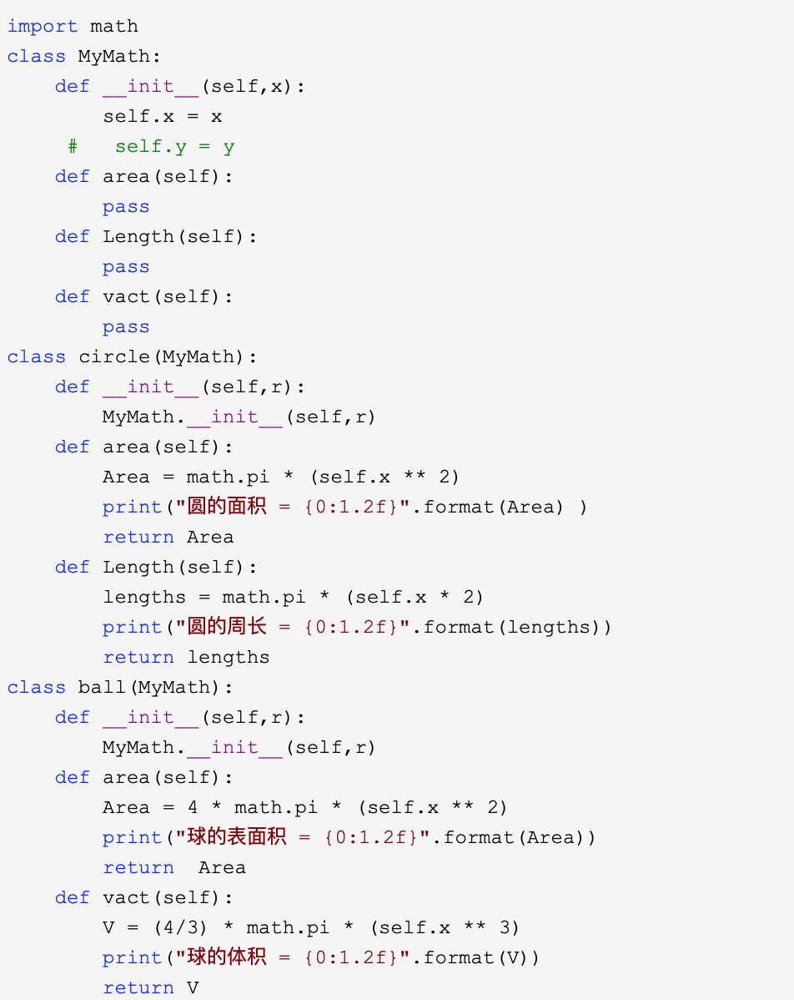 import math
class MyMath:
    def __init__(self,x):
        self.x = x
     #   self.y = y
    def area(self):
        pass
    def Length(self):
        pass
    def vact(self):
        pass
class circle(MyMath):
    def __init__(self,r):
        MyMath.__init__(self,r)
    def area(self):
        Area = math.pi * (self.x ** 2)
        print("圆的面积 = {0:1.2f}".format(Area) )
        return Area
    def Length(self):
        lengths = math.pi * (self.x * 2)
        print("圆的周长 = {0:1.2f}".format(lengths))
        return lengths
class ball(MyMath):
    def __init__(self,r):
        MyMath.__init__(self,r)
    def area(self):
        Area = 4 * math.pi * (self.x ** 2)
        print("球的表面积 = {0:1.2f}".format(Area))
        return  Area
    def vact(self):
        V = (4/3) * math.pi * (self.x ** 3)
        print("球的体积 = {0:1.2f}".format(V))
        return V